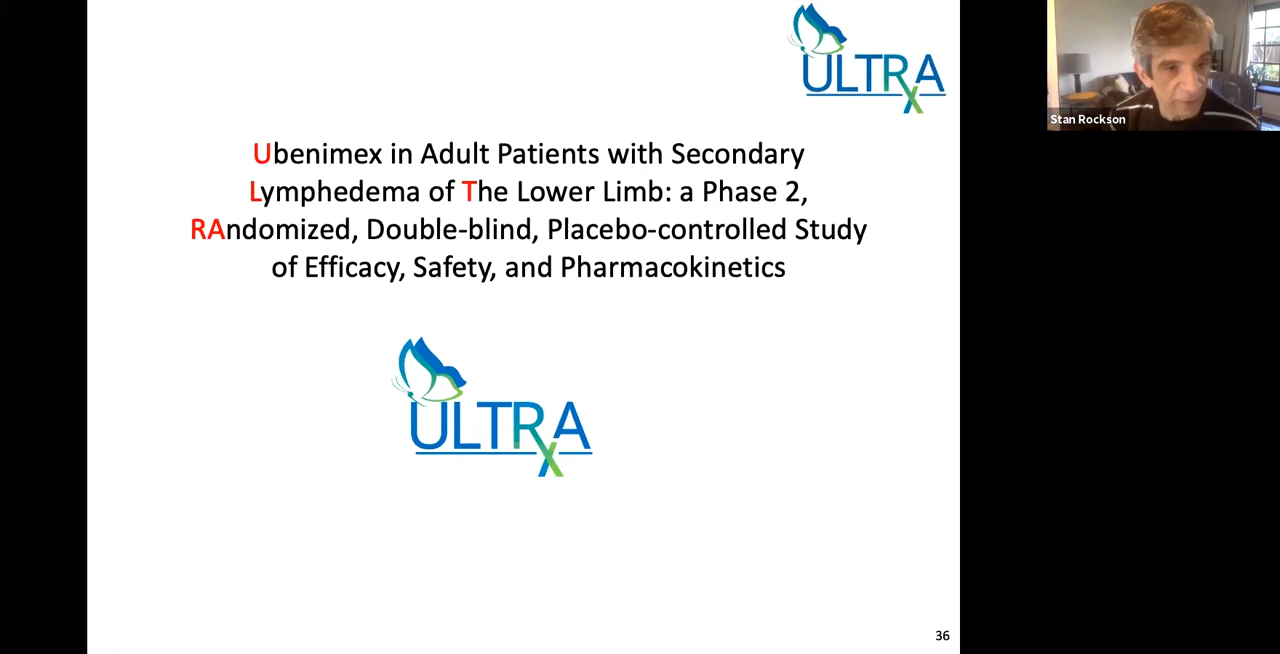 ULTRA
Stan Rockson
Ubenimex in Adult Patients with Secondary
Lymphedema of The Lower Limb: a Phase 2,
RAndomized, Double-blind, Placebo-controlled Study
of Efficacy, Safety, and Pharmacokinetics
ULTRA
36